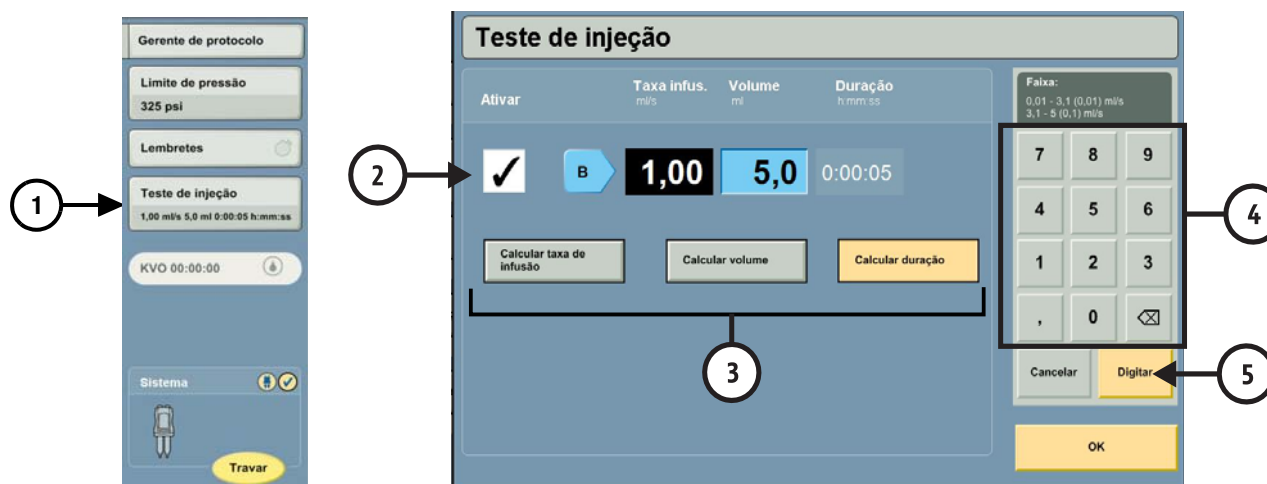 Gerente de protocolo
Limite de pressão
325 psi
Lembretes
Teste de injeção
1,00 ml/s 5,0 ml 0:00:05 h:mm:ss
KVO 00:00:00
Sistema
Travar
1
Teste de injeção
Ativar
Taxa infus.
ml/s
Volume
ml
Duração
h:mm:ss
2
B
1,00
5,0
0:00:05
Calcular taxa de
infusão
Calcular volume
Calcular duração
3
Faixa:
0,01 - 3,1 (0,01) ml/s
3,1 - 5 (0,1) ml/s
7 8 9
4 5 6
1 2 3
, 0
4
Cancelar
Digitar
5
OK